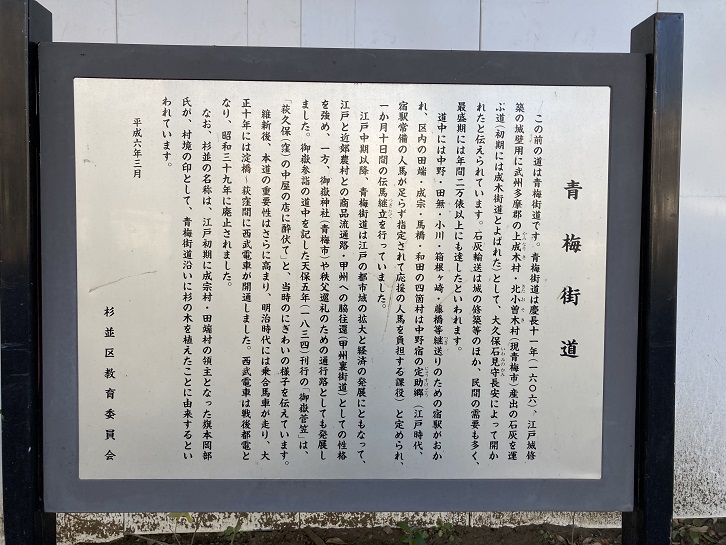 青梅街道
この前の道は青梅街道です。青梅街道は慶長十一年(一六〇六)、江戸城修
築の城壁用に武州多摩郡の上成木村・北小曽木村(現青梅市)産出の石灰を運
ぶ道(初期には成木街道とよばれた)として、大久保石見守長安によって開か
れたと伝えられています。石灰輸送は城の修築等のほか、民間の需要も多く、
最盛期には年間二万俵以上にも達したといわれます。
道中には中野・田無・小川・箱根ヶ崎・藤橋等継送りのための宿駅がおか
れ、区内の田端・成宗・馬橋・和田の四箇村は中野宿の定助郷(江戸時代、
宿駅常備の人馬が足らず指定されて応援の人馬を負担する課役)と定められ、
一か月十日間の伝馬継立を行っていました。
江戸中期以降、青梅街道は江戸の都市域の拡大と経済の発展にともなって、
江戸と近郊農村との商品流通路・甲州への脇往還(甲州裏街道)としての性格
を強め、一方、御嶽神社(青梅市)や秩父巡礼のための通行路としても発展し
ました。御嶽参詣の道中を記した天保五年(一八三四)刊行の「御嶽菅笠」は、
「荻久保(窪)の中屋の店に酔伏て」と、当時のにぎわいの様子を伝えています。
維新後、本道の重要性はさらに高まり、明治時代には乗合馬車が走り、大
正十年には淀橋~荻窪間に西武電車が開通しました。西武電車は戦後都電と
なり、昭和三十九年に廃止されました。
なお、杉並の名称は、江戸初期に成宗村・田端村の領主となった旗本岡部
氏が、村境の印として、青梅街道沿いに杉の木を植えたことに由来するとい
われています。
平成六年三月
杉並区教育委員会